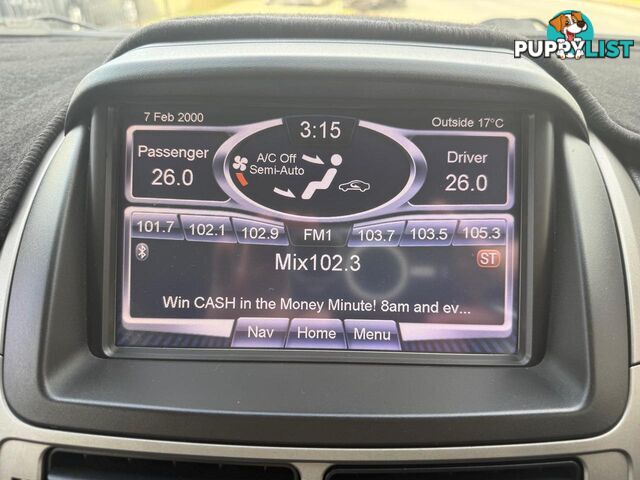 PUPPYLIST
7 Feb 2000
3:15
Outside 17°C
Passenger
26.0
A/C Off
Semi-Auto
Driver
26.0
101.7 102.1 102.9 FM1 103.7 103.5 105.3
Mix102.3
ST
Win CASH in the Money Minute! 8am and ev...
Nav Home Menu